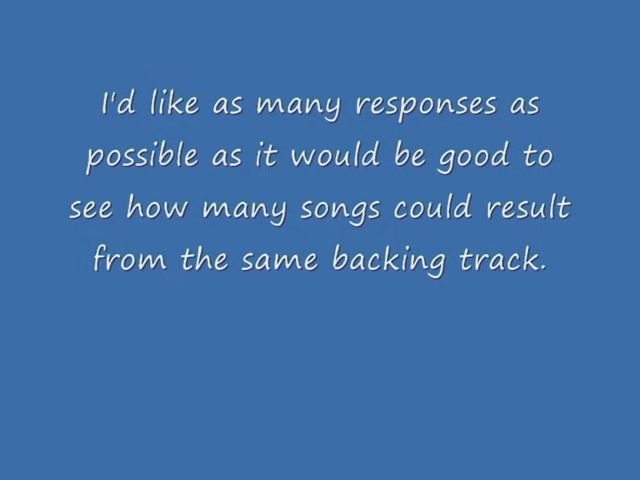 I'd like as many responses as
possible as it would be good to
see how many songs could result
from the same backing track.